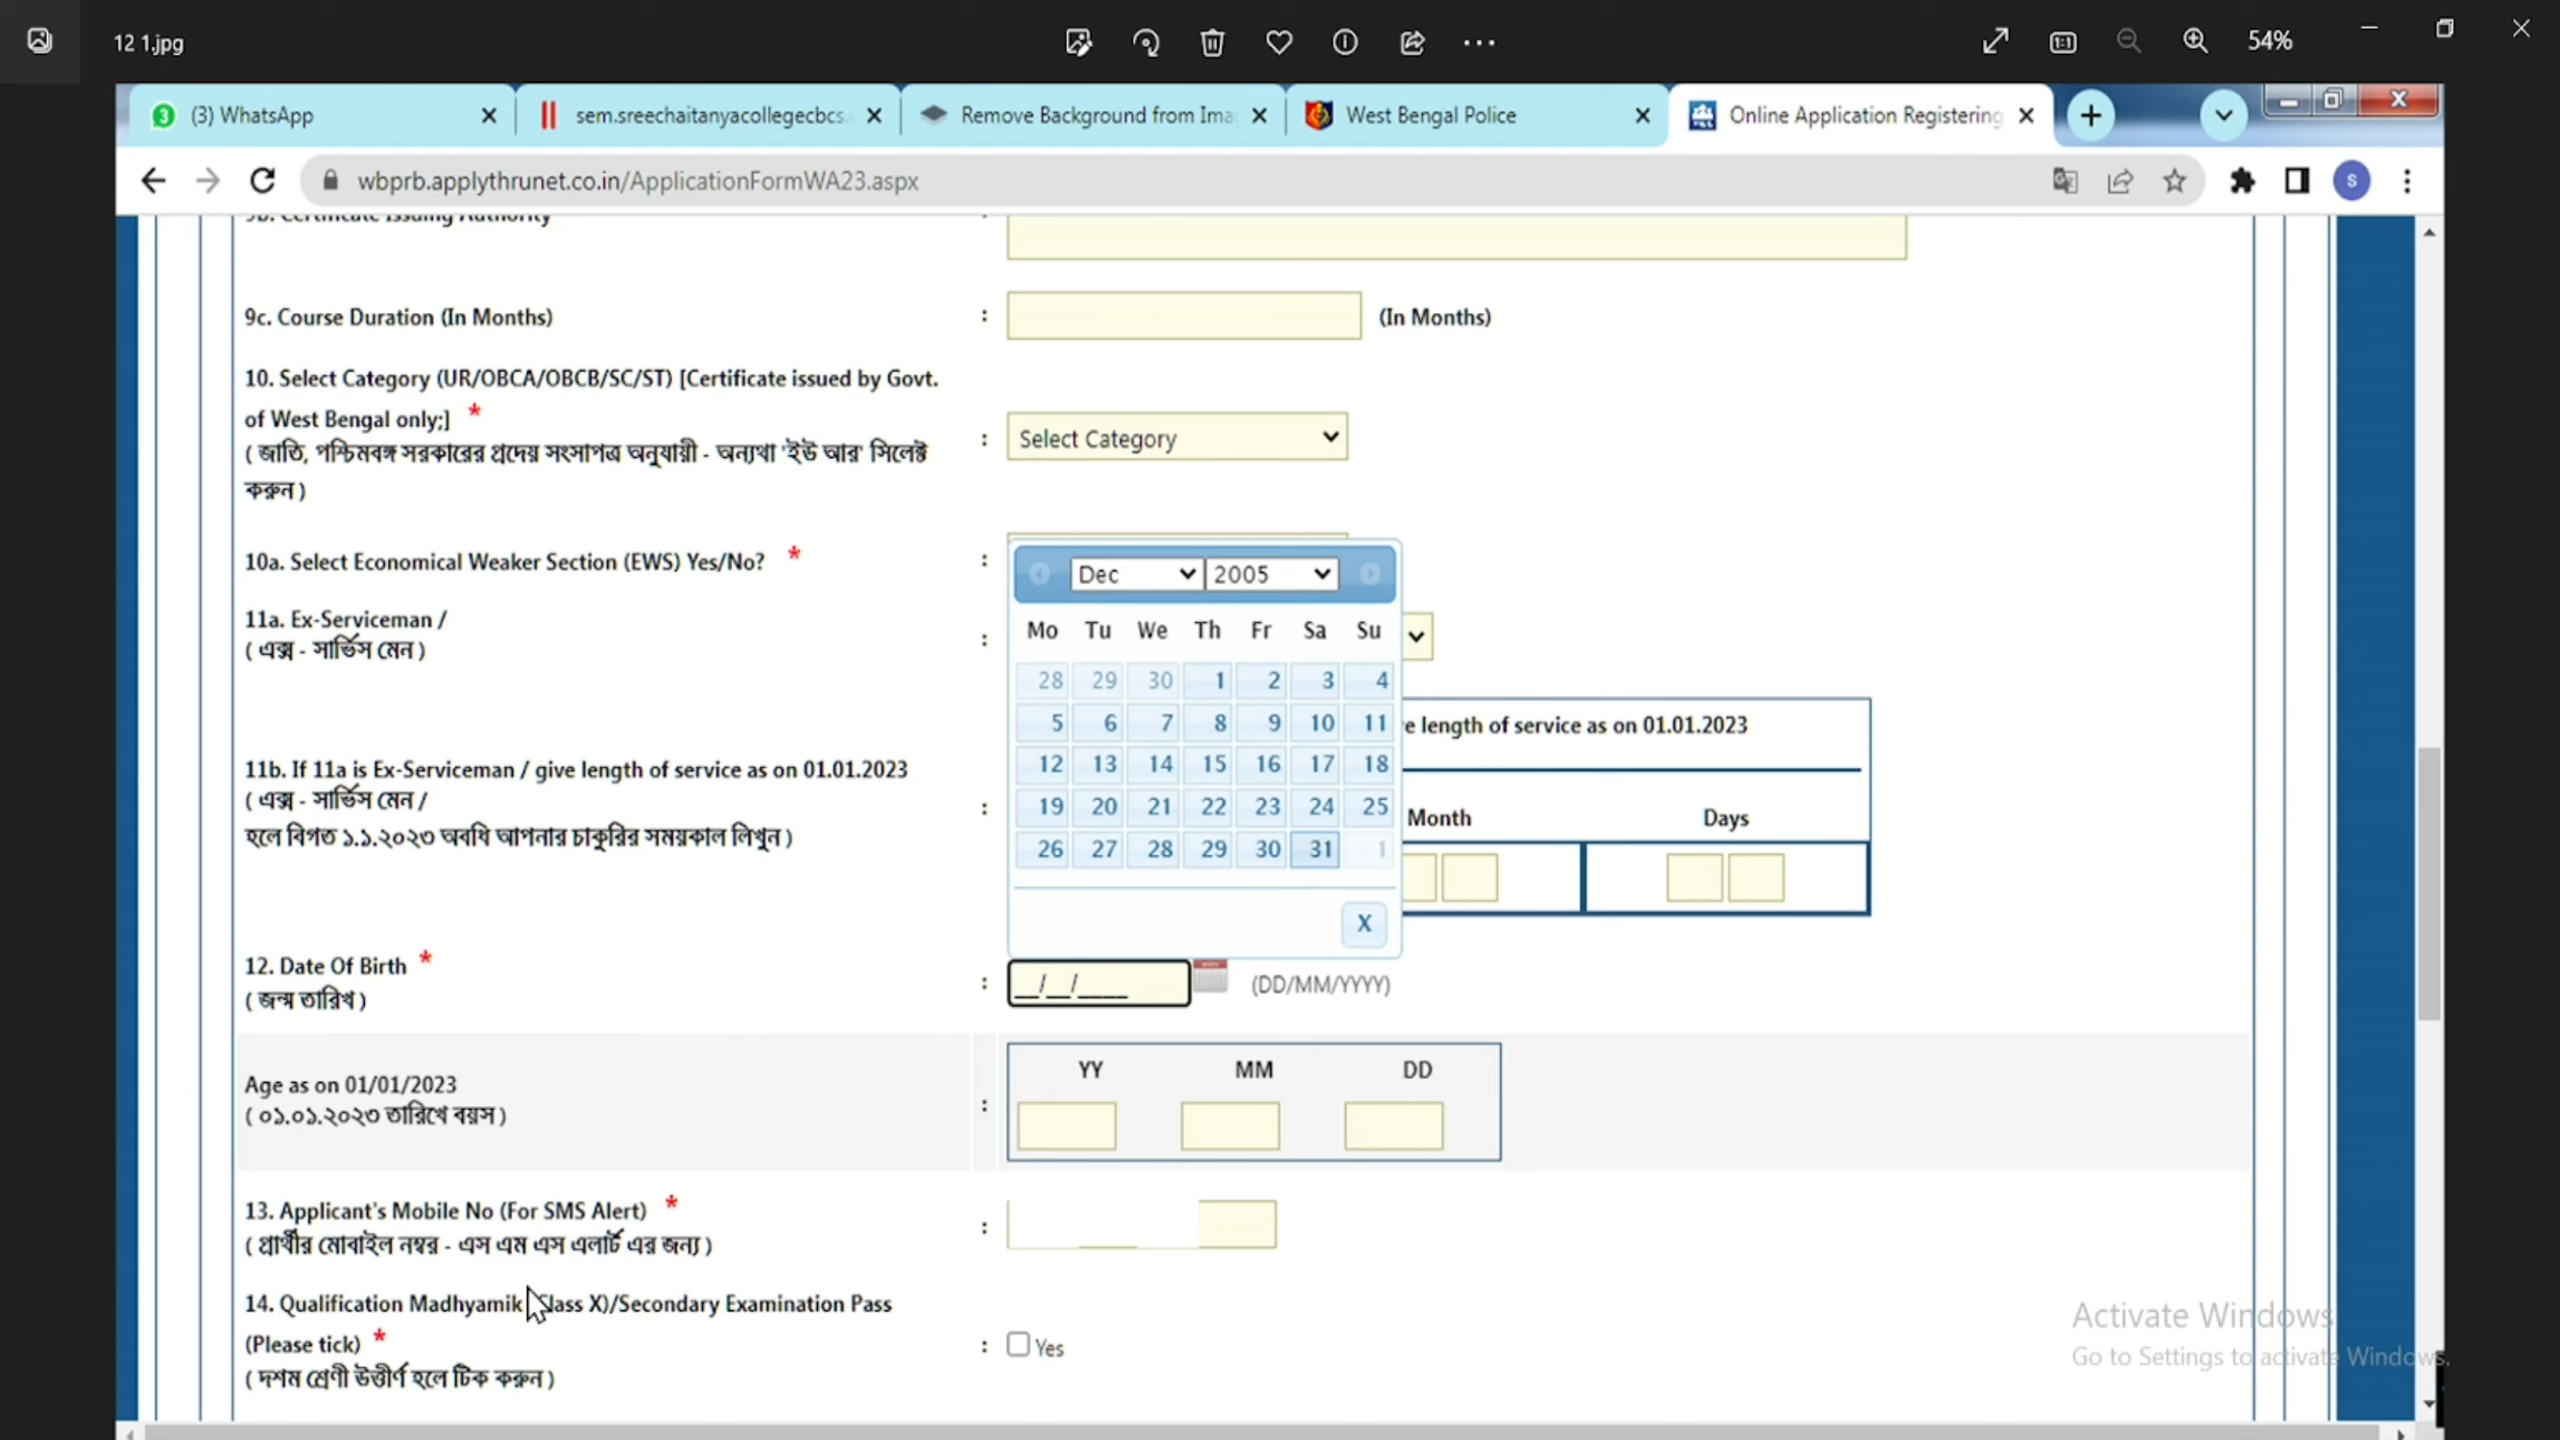 12 1.jpg
54%
(3) WhatsApp
sem.sreechaitanyacollegecbcs.
Remove Background from Ima
West Bengal Police
Online Application Registering
wbprb.applythrunet.co.in/ApplicationFormWA23.aspx
S
9b. Certificate Issuing Authority
9c. Course Duration (In Months) : (In Months)
10. Select Category (UR/OBCA/OBCB/SC/ST) [Certificate issued by Govt.
of West Bengal only;] *
( জাতি, পশ্চিমবঙ্গ সরকারের প্রদেয় সংসাপত্র অনুযায়ী - অন্যথা 'ইউ আর' সিলেক্ট
করুন )
: Select Category
10a. Select Economical Weaker Section (EWS) Yes/No? * :
Dec 2005
Mo Tu We Th Fr Sa Su
28 29 30 1 2 3 4
5 6 7 8 9 10 11
12 13 14 15 16 17 18
19 20 21 22 23 24 25
26 27 28 29 30 31 1
X
11a. Ex-Serviceman /
( এক্স - সার্ভিস মেন )
:
e length of service as on 01.01.2023
Month Days
11b. If 11a is Ex-Serviceman / give length of service as on 01.01.2023
( এক্স - সার্ভিস মেন /
হলে বিগত ১.১.২০২৩ অবধি আপনার চাকুরির সময়কাল লিখুন )
:
12. Date Of Birth *
( জন্ম তারিখ )
: __/__/____ (DD/MM/YYYY)
YY MM DD
Age as on 01/01/2023
( ০১.০১.২০২৩ তারিখে বয়স )
:
13. Applicant's Mobile No (For SMS Alert) *
( প্রার্থীর মোবাইল নম্বর - এস এম এস এলার্ট এর জন্য )
:
14. Qualification Madhyamik lass X)/Secondary Examination Pass
(Please tick) *
( দশম শ্রেণী উত্তীর্ণ হলে টিক করুন )
: Yes
Activate Windows
Go to Settings to activate Windows.